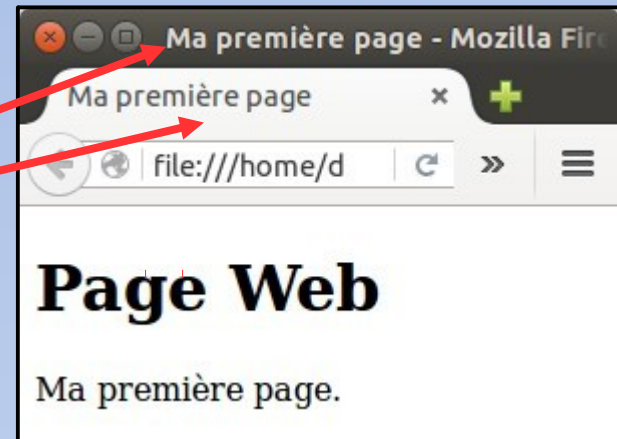 Ma première page - Mozilla Fire
Ma première page
file:///home/d
Page Web
Ma première page.